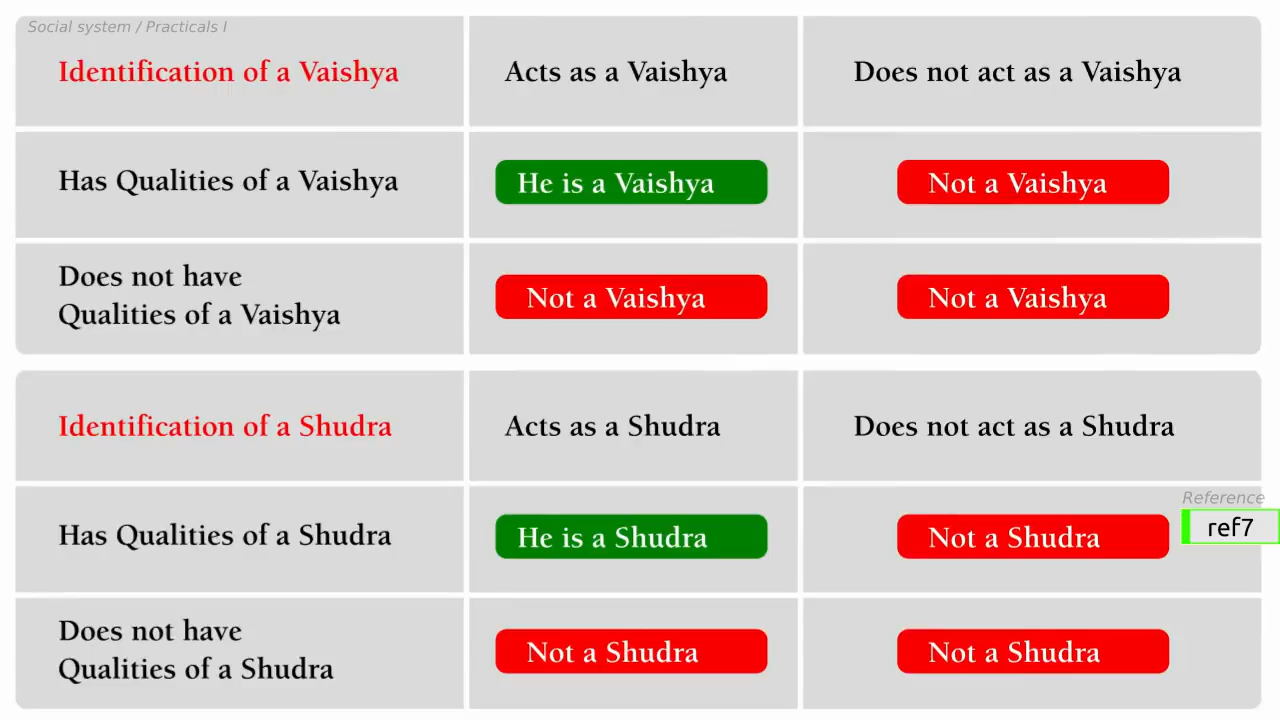 Social system / Practicals I
Identification of a Vaishya
Acts as a Vaishya
Does not act as a Vaishya
Has Qualities of a Vaishya
He is a Vaishya
Not a Vaishya
Does not have
Qualities of a Vaishya
Not a Vaishya
Not a Vaishya
Identification of a Shudra
Acts as a Shudra
Does not act as a Shudra
Reference
ref7
Has Qualities of a Shudra
He is a Shudra
Not a Shudra
Does not have
Qualities of a Shudra
Not a Shudra
Not a Shudra